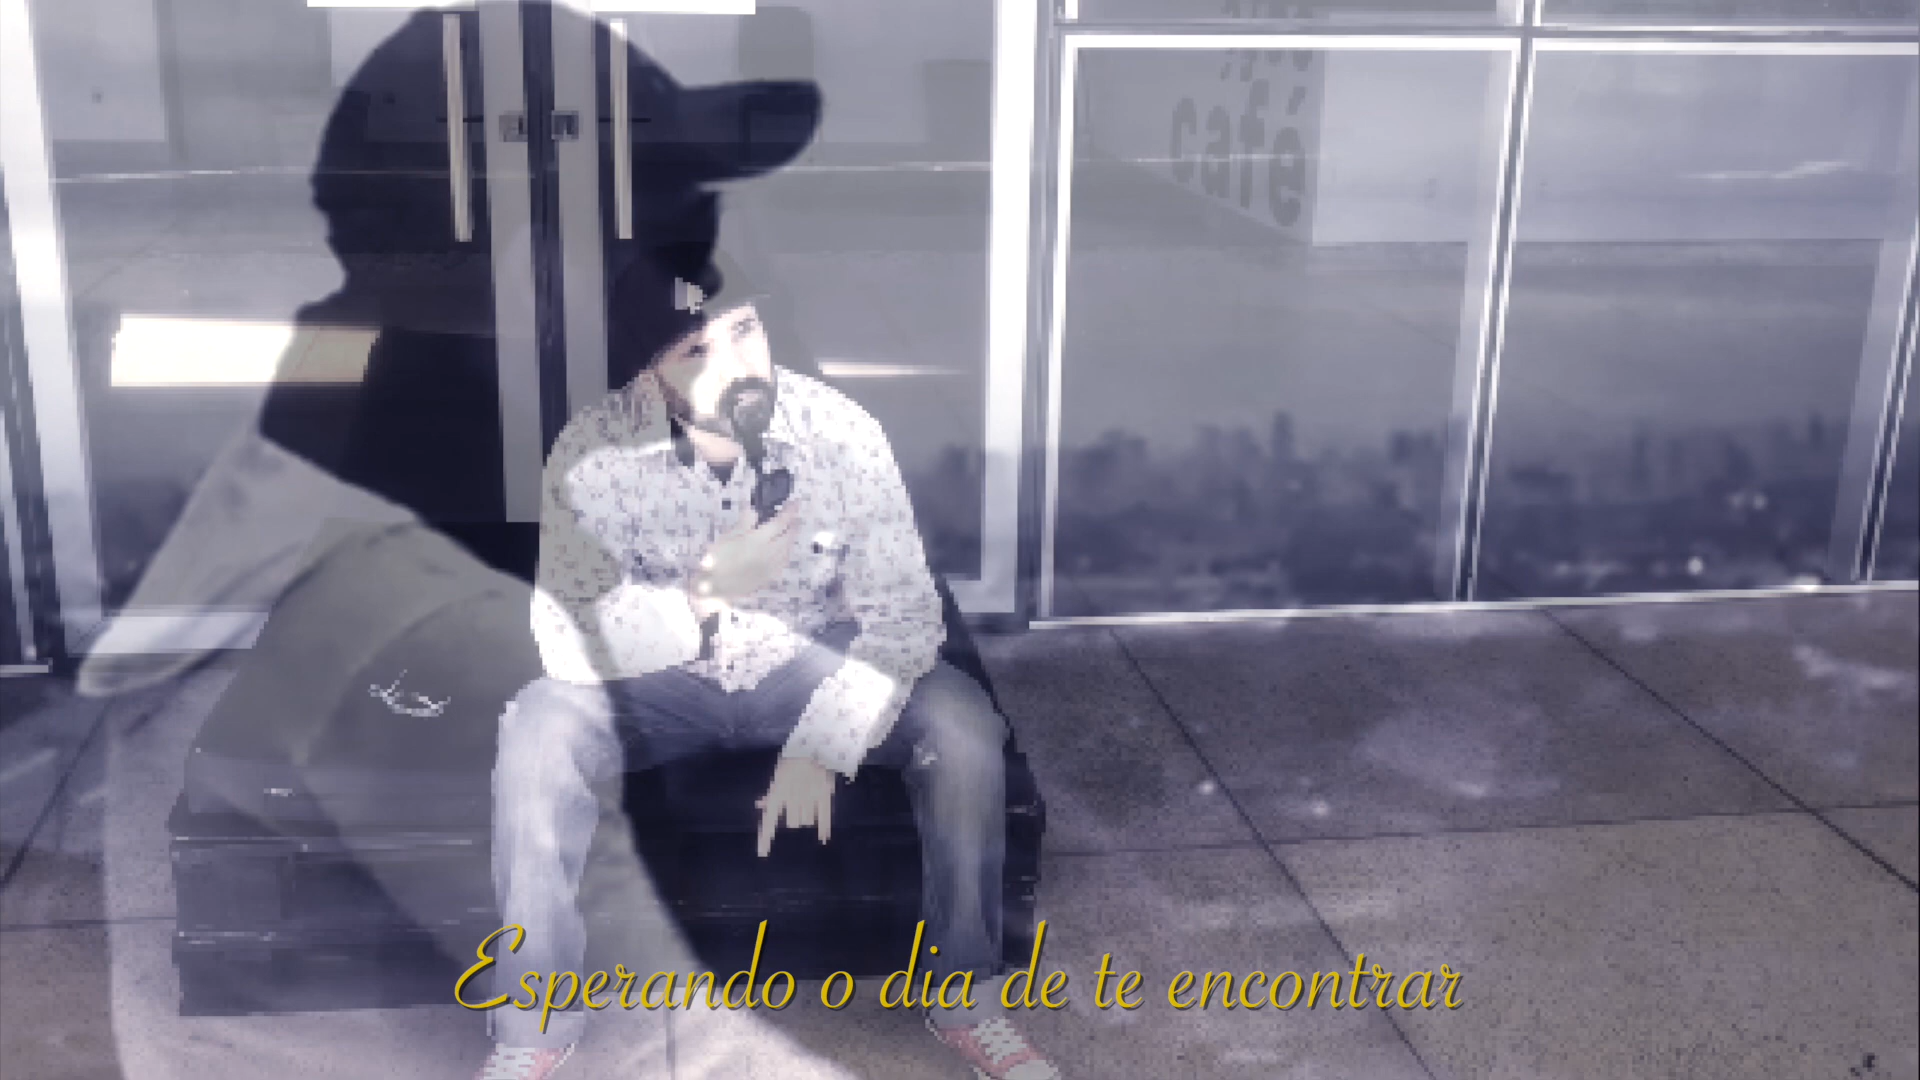 café
Esperando o dia de te encontrar